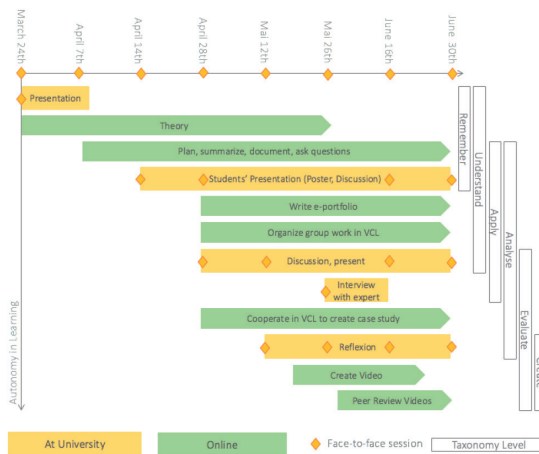 March 24th
April 7th
April 14th
April 28th
Mai 12th
Mai 26th
June 16th
June 30th
Presentation
Theory
Plan, summarize, document, ask questions
Students' Presentation (Poster, Discussion)
Write e-portfolio
Organize group work in VCL
Discussion, present
Interview
with expert
Cooperate in VCL to create case study
Reflexion
Create Video
Peer Review Videos
Remember
Understand
Apply
Analyse
Evaluate
Create
Autonomy in Learning
At University
Online
Face-to-face session
Taxonomy Level